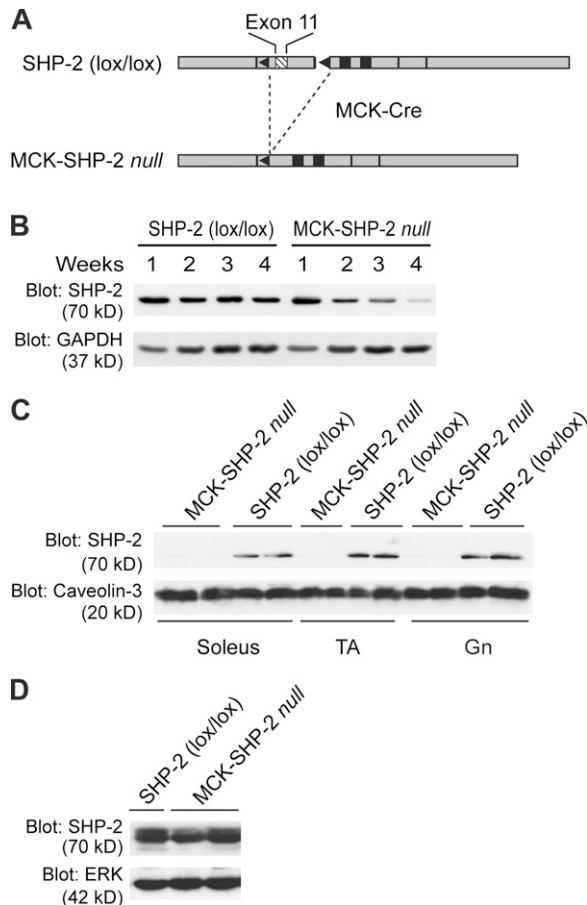 A
Exon 11
SHP-2 (lox/lox)
MCK-Cre
MCK-SHP-2 null
B
SHP-2 (lox/lox) MCK-SHP-2 null
Weeks 1 2 3 4 1 2 3 4
Blot: SHP-2
(70 kD)
Blot: GAPDH
(37 kD)
C
MCK-SHP-2 null
SHP-2 (lox/lox)
MCK-SHP-2 null
SHP-2 (lox/lox)
MCK-SHP-2 null
SHP-2 (lox/lox)
Blot: SHP-2
(70 kD)
Blot: Caveolin-3
(20 kD)
Soleus TA Gn
D
SHP-2 (lox/lox)
MCK-SHP-2 null
Blot: SHP-2
(70 kD)
Blot: ERK
(42 kD)